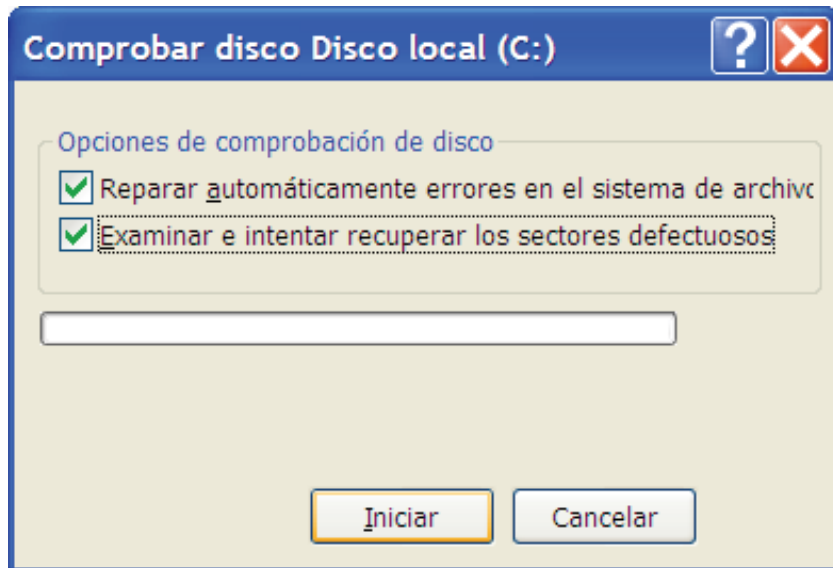 Comprobar disco Disco local (C:)
Opciones de comprobación de disco
Reparar automáticamente errores en el sistema de archivo
Examinar e intentar recuperar los sectores defectuosos
Iniciar
Cancelar